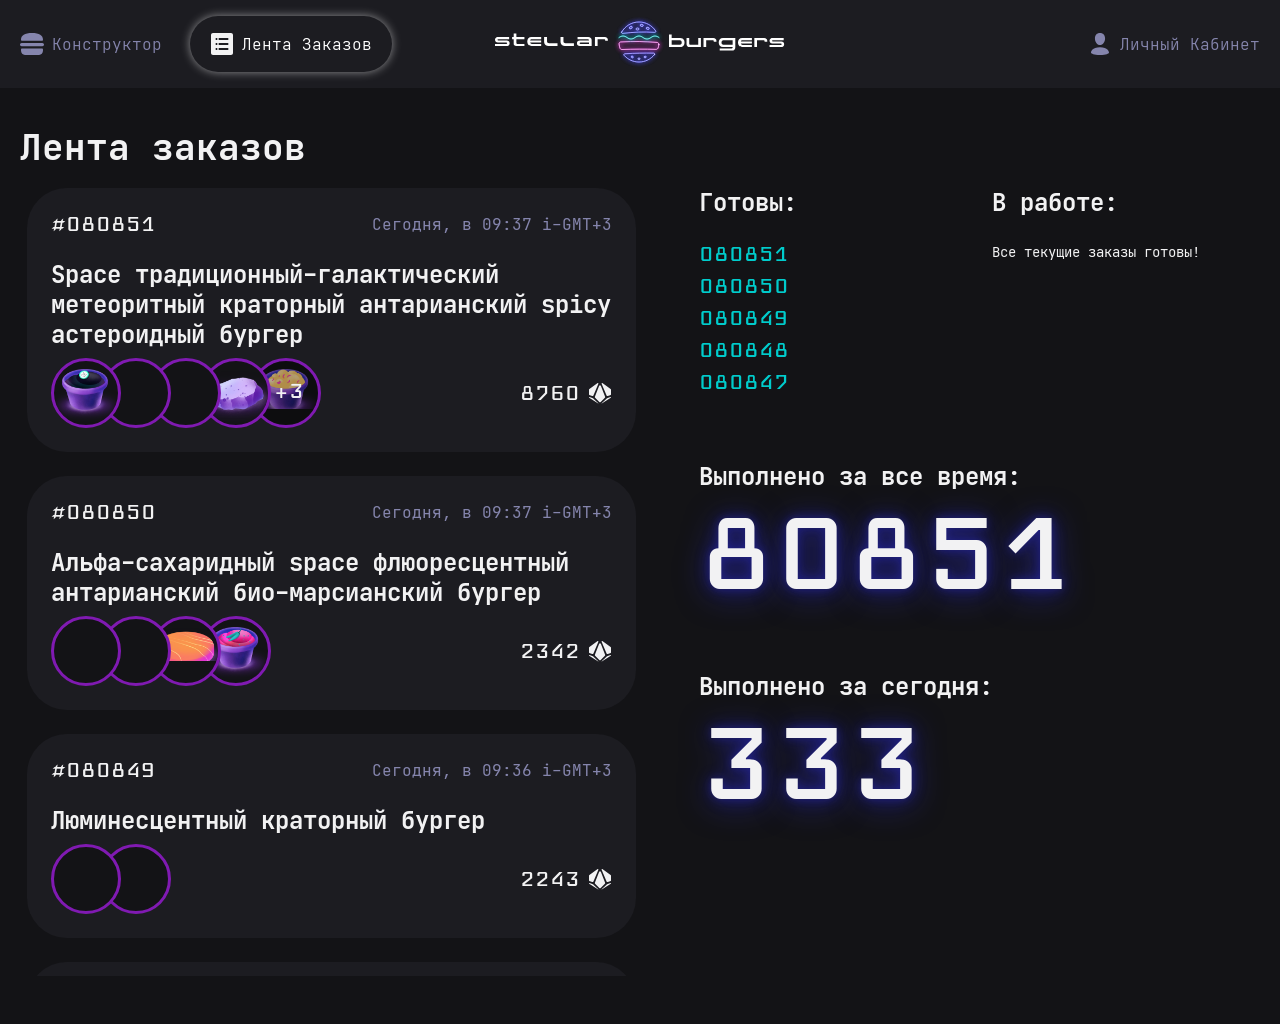 Конструктор
Лента Заказов
stellar burgers
Личный Кабинет
Лента заказов
#080851
Сегодня, в 09:37 i-GMT+3
Space традиционный-галактический
метеоритный краторный антарианский spicy
астероидный бургер
+3
8760
#080850
Сегодня, в 09:37 i-GMT+3
Альфа-сахаридный space флюоресцентный
антарианский био-марсианский бургер
2342
#080849
Сегодня, в 09:36 i-GMT+3
Люминесцентный краторный бургер
2243
Готовы:
080851
080850
080849
080848
080847
В работе:
Все текущие заказы готовы!
Выполнено за все время:
80851
Выполнено за сегодня:
333